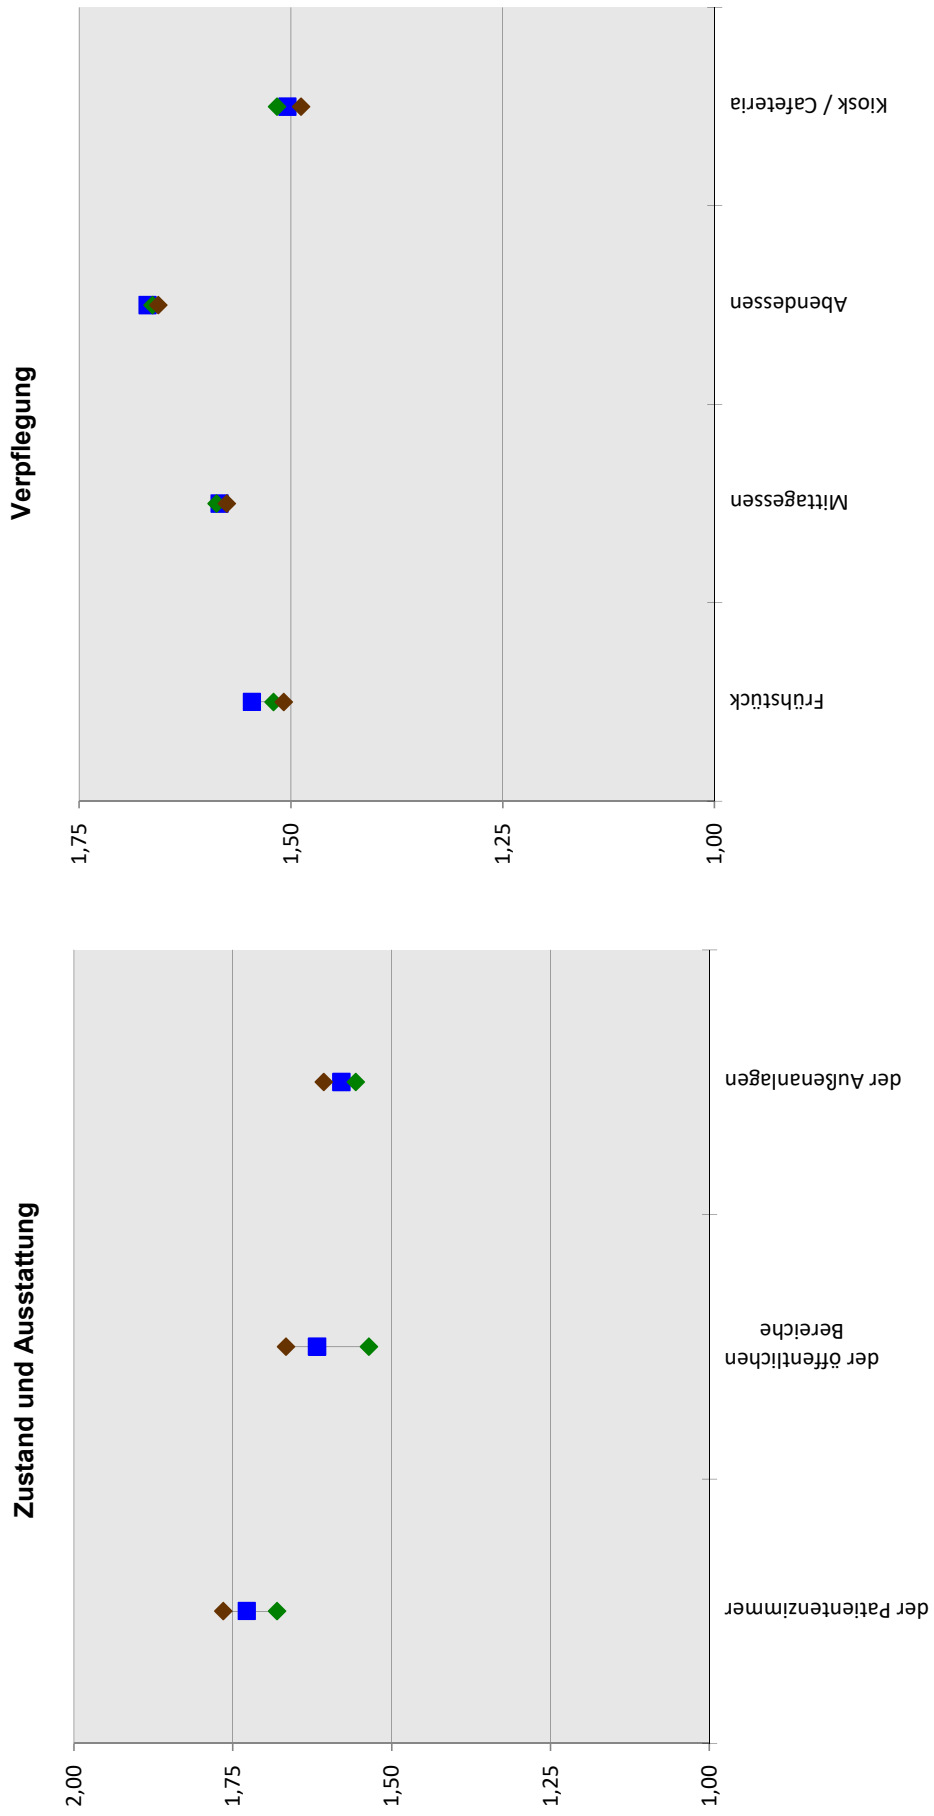 Zustand und Ausstattung
2,00
1,75
1,50
1,25
1,00
der Patientenzimmer
der öffentlichen
Bereiche
der Außenanlagen
Verpflegung
1,75
1,50
1,25
1,00
Frühstück
Mittagessen
Abendessen
Kiosk / Cafeteria